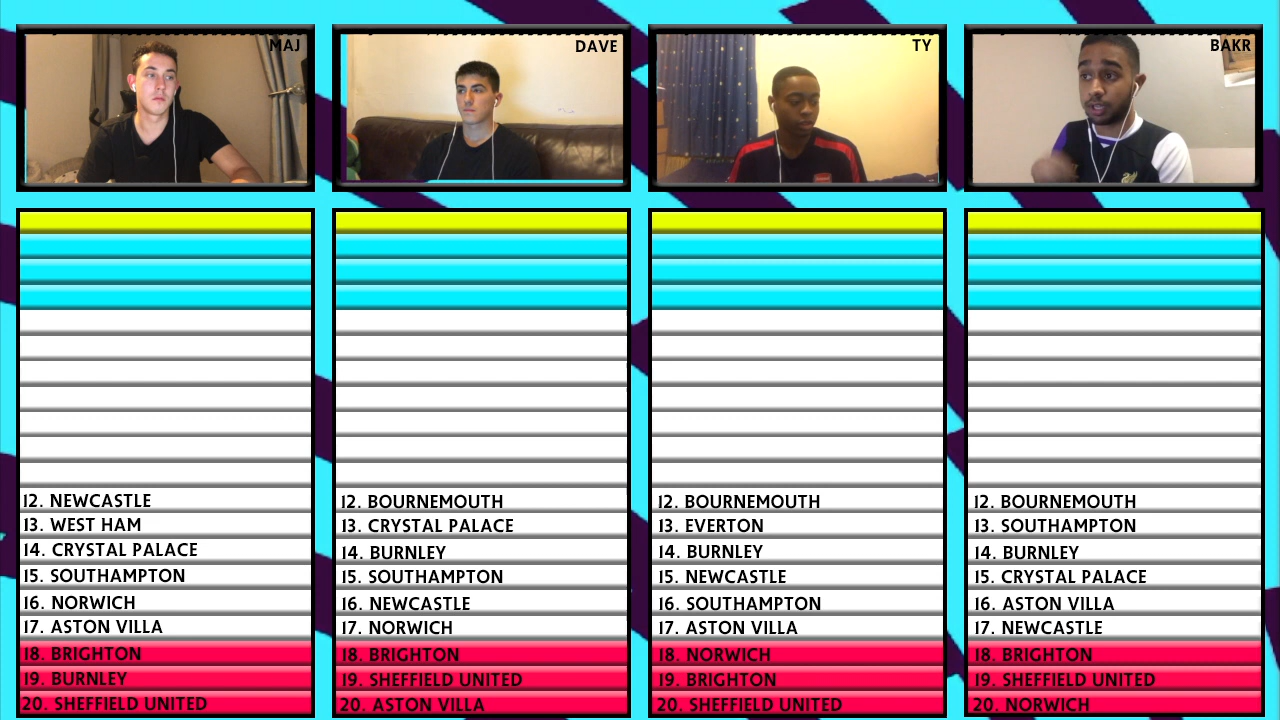 MAJ
DAVE
TY
BAKR
12. NEWCASTLE
13. WEST HAM
14. CRYSTAL PALACE
15. SOUTHAMPTON
16. NORWICH
17. ASTON VILLA
18. BRIGHTON
19. BURNLEY
20. SHEFFIELD UNITED
12. BOURNEMOUTH
13. CRYSTAL PALACE
14. BURNLEY
15. SOUTHAMPTON
16. NEWCASTLE
17. NORWICH
18. BRIGHTON
19. SHEFFIELD UNITED
20. ASTON VILLA
12. BOURNEMOUTH
13. EVERTON
14. BURNLEY
15. NEWCASTLE
16. SOUTHAMPTON
17. ASTON VILLA
18. NORWICH
19. BRIGHTON
20. SHEFFIELD UNITED
12. BOURNEMOUTH
13. SOUTHAMPTON
14. BURNLEY
15. CRYSTAL PALACE
16. ASTON VILLA
17. NEWCASTLE
18. BRIGHTON
19. SHEFFIELD UNITED
20. NORWICH